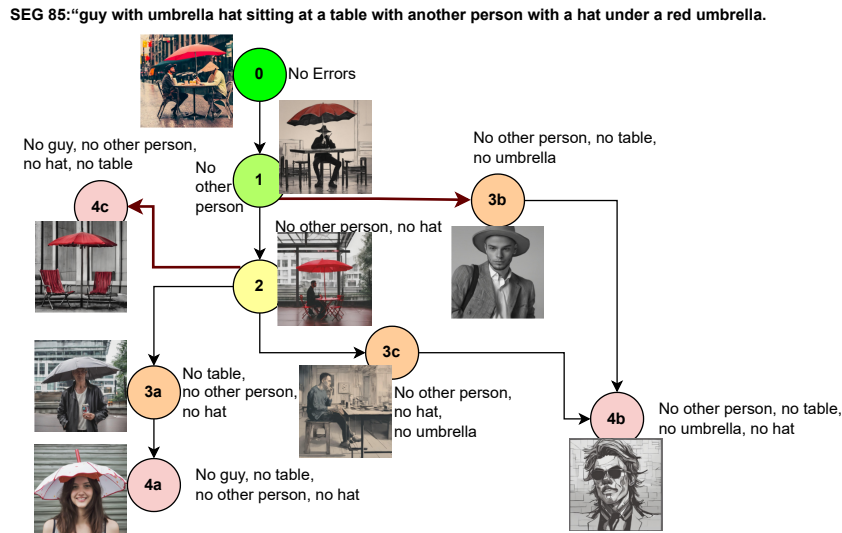 SEG 85:“guy with umbrella hat sitting at a table with another person with a hat under a red umbrella.
0
No Errors
No guy, no other person,
no hat, no table
No
other
person
1
No other person, no table,
no umbrella
3b
4c
No other person, no hat
2
3c
3a
No table,
no other person,
no hat
No other person,
no hat,
no umbrella
4b
No other person, no table,
no umbrella, no hat
4a
No guy, no table,
no other person, no hat